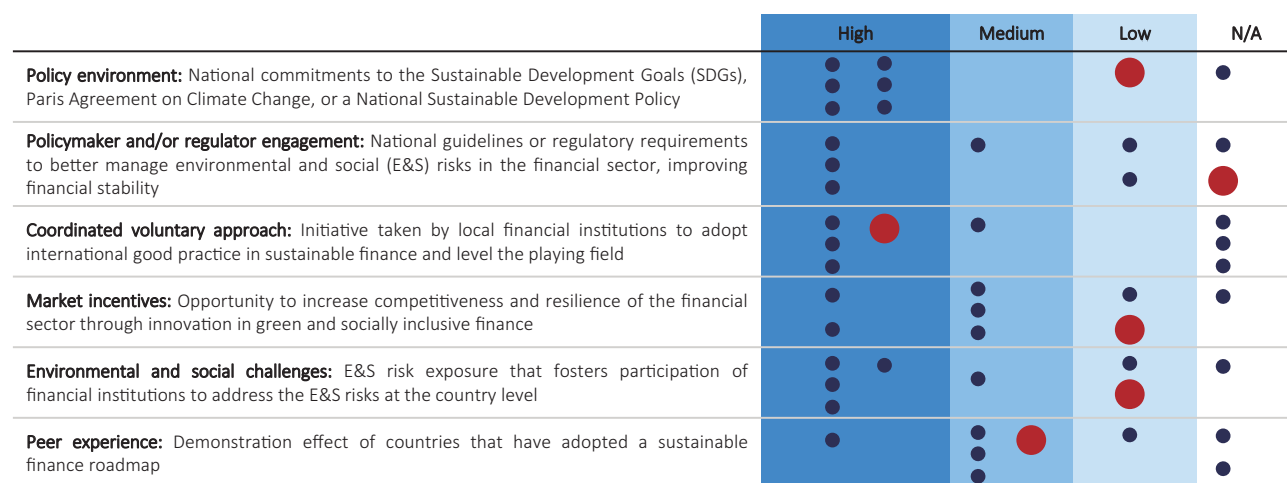 High Medium Low N/A
Policy environment: National commitments to the Sustainable Development Goals (SDGs),
Paris Agreement on Climate Change, or a National Sustainable Development Policy
Policymaker and/or regulator engagement: National guidelines or regulatory requirements
to better manage environmental and social (E&S) risks in the financial sector, improving
financial stability
Coordinated voluntary approach: Initiative taken by local financial institutions to adopt
international good practice in sustainable finance and level the playing field
Market incentives: Opportunity to increase competitiveness and resilience of the financial
sector through innovation in green and socially inclusive finance
Environmental and social challenges: E&S risk exposure that fosters participation of
financial institutions to address the E&S risks at the country level
Peer experience: Demonstration effect of countries that have adopted a sustainable
finance roadmap